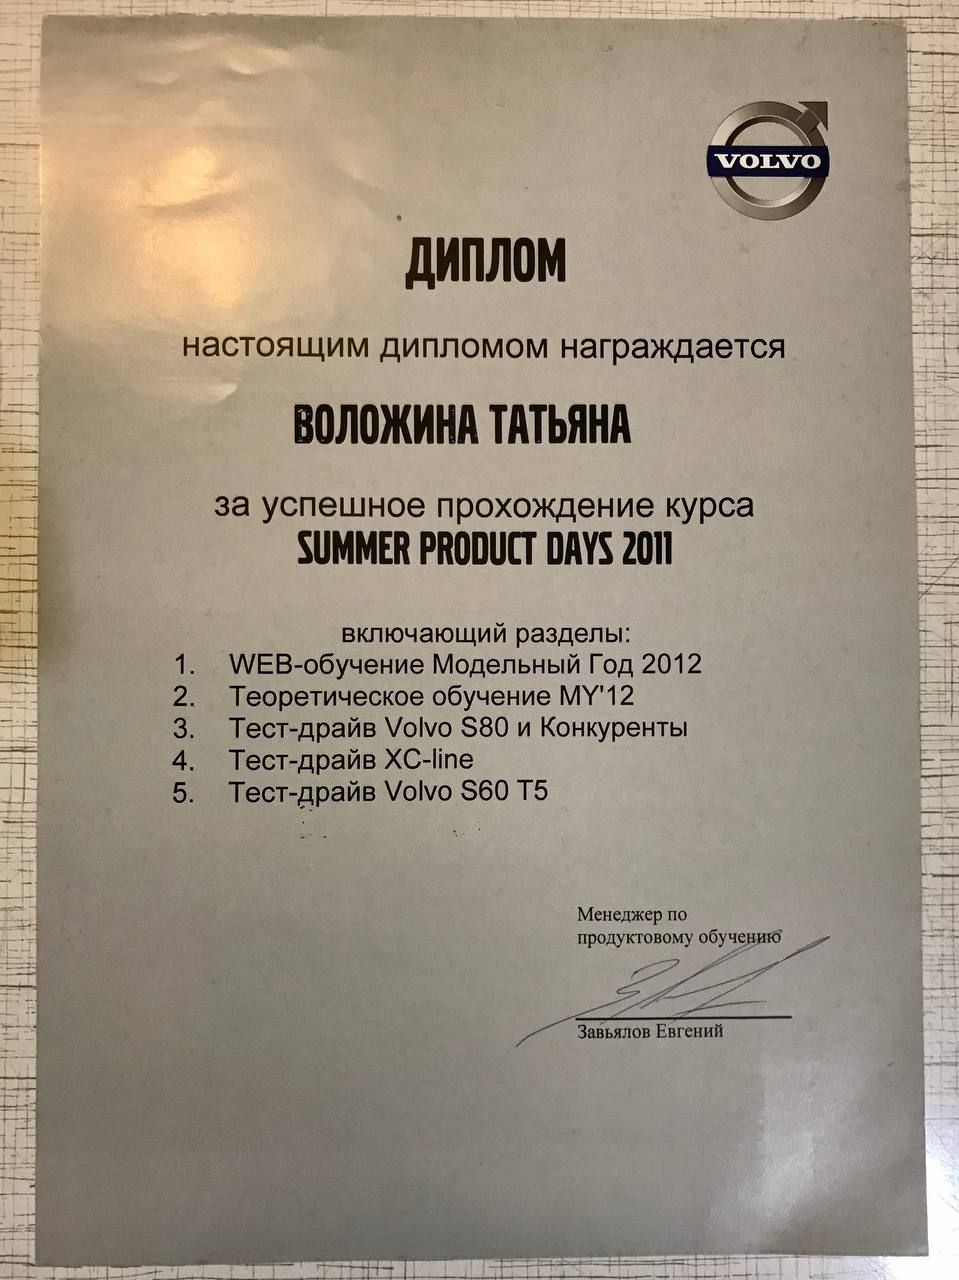 VOLVO
ДИПЛОМ
настоящим дипломом награждается
ВОЛОЖИНА ТАТЬЯНА
за успешное прохождение курса
SUMMER PRODUCT DAYS 2011
включающий разделы:
1. WEB-обучение Модельный Год 2012
2. Теоретическое обучение MY'12
3. Тест-драйв Volvo S80 и Конкуренты
4. Тест-драйв XC-line
5. Тест-драйв Volvo S60 T5
Менеджер по
продуктовому обучению
Завьялов Евгений